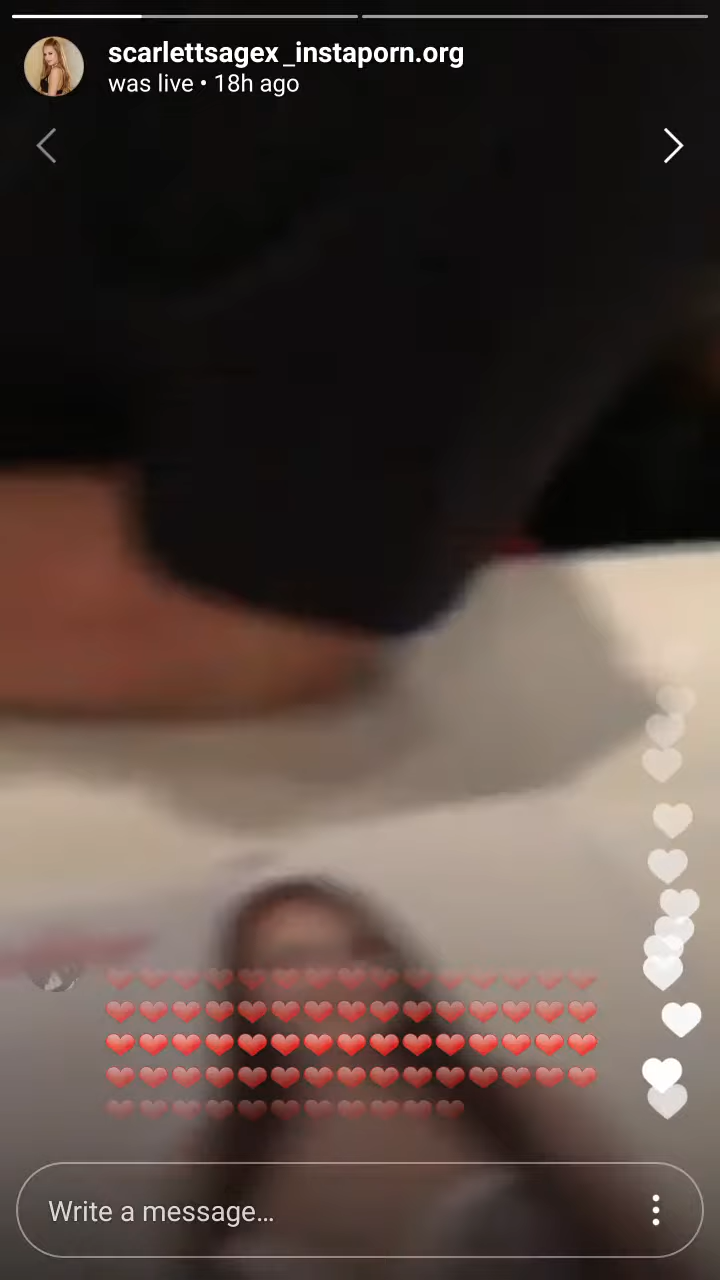 scarlettsagex_instaporn.org
was live • 18h ago
Write a message...